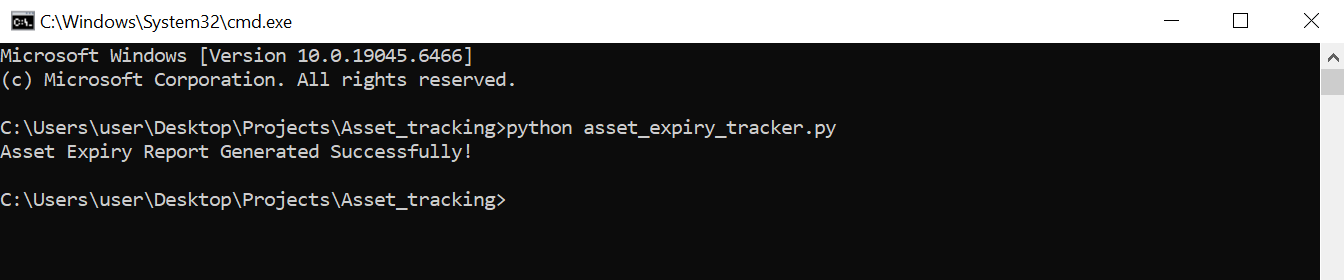 C:\Windows\System32\cmd.exe
Microsoft Windows [Version 10.0.19045.6466]
(c) Microsoft Corporation. All rights reserved.
C:\Users\user\Desktop\Projects\Asset_tracking>python asset_expiry_tracker.py
Asset Expiry Report Generated Successfully!
C:\Users\user\Desktop\Projects\Asset_tracking>